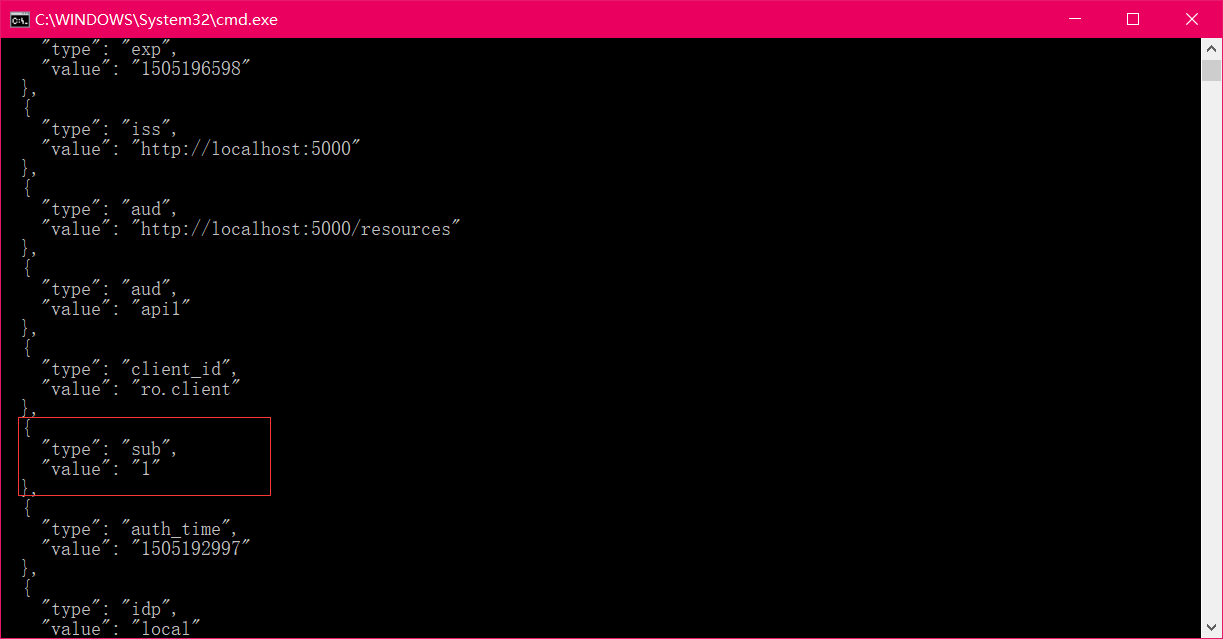 C:\WINDOWS\System32\cmd.exe
"type": "exp",
"value": "1505196598"
},
{
"type": "iss",
"value": "http://localhost:5000"
},
{
"type": "aud",
"value": "http://localhost:5000/resources"
},
{
"type": "aud",
"value": "api1"
},
{
"type": "client_id",
"value": "ro.client"
},
{
"type": "sub",
"value": "1"
},
{
"type": "auth_time",
"value": "1505192997"
},
{
"type": "idp",
"value": "local"